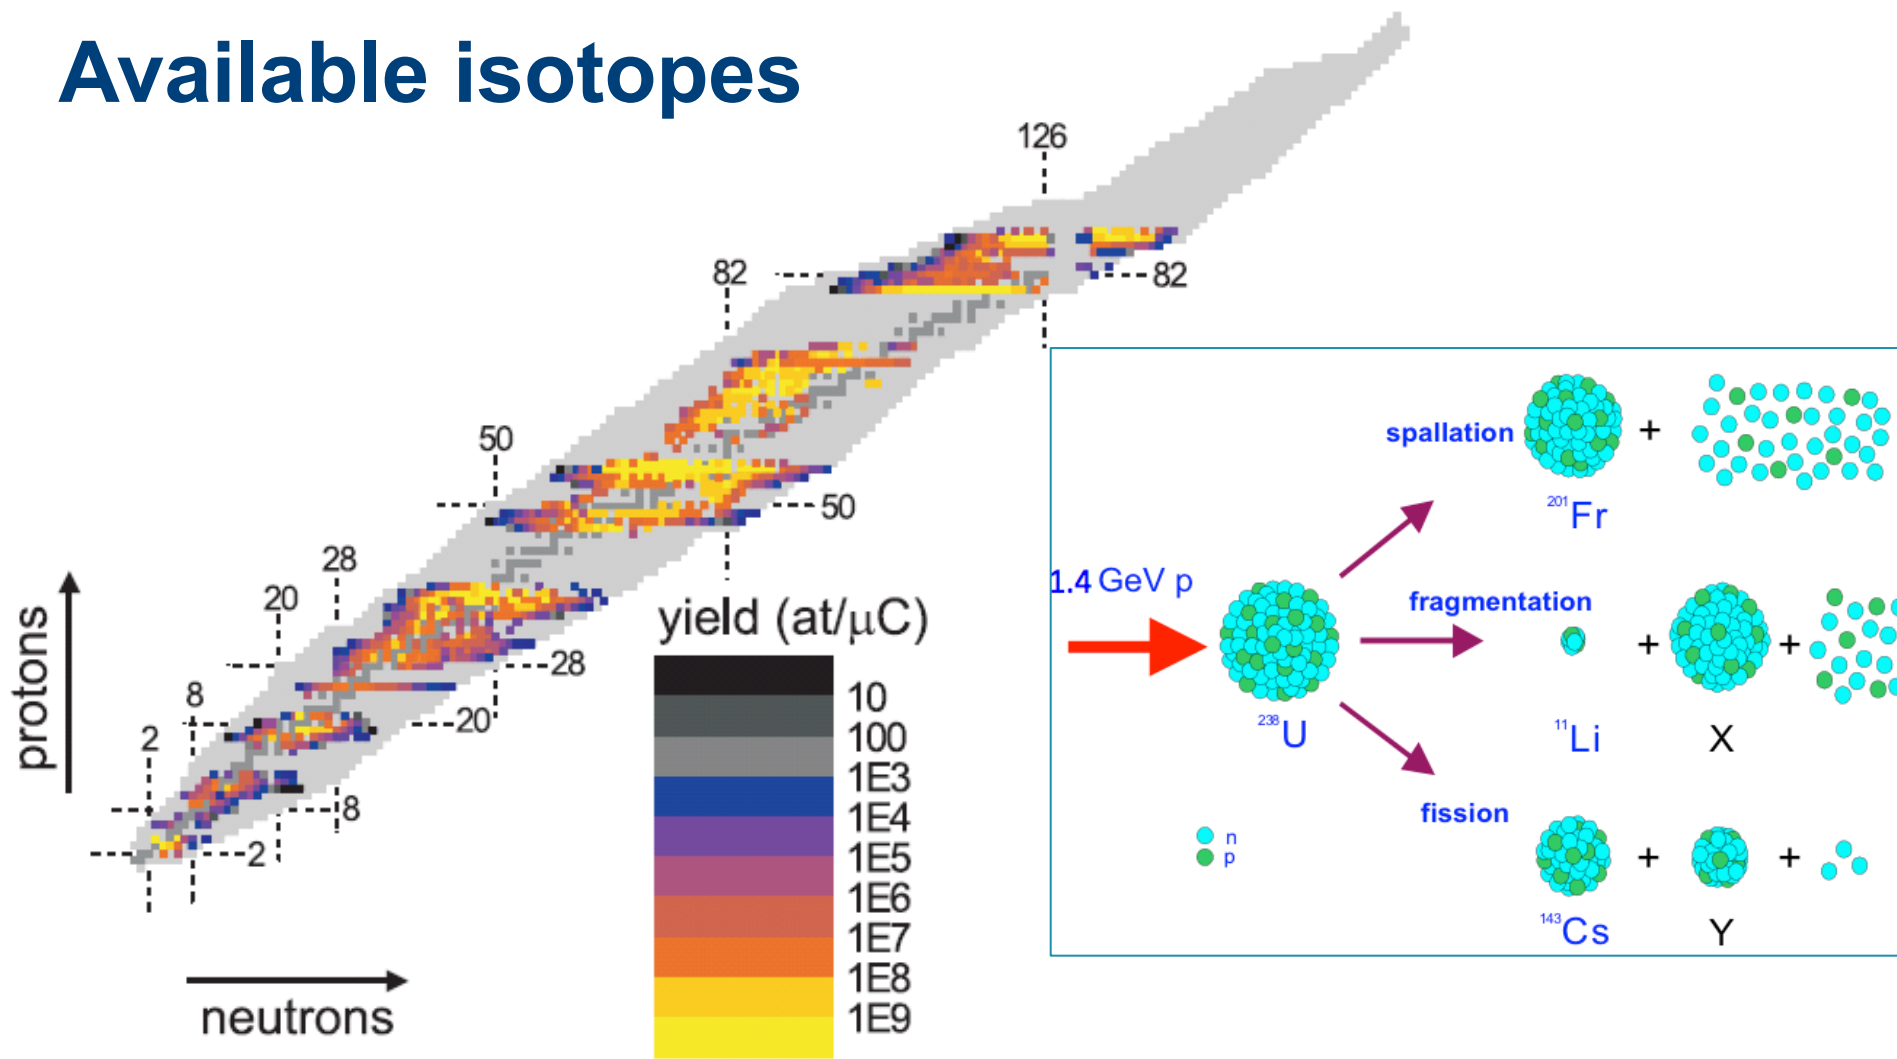 Available isotopes
126
82
82
50
50
28
20
28
8
20
2
8
2
protons
neutrons
yield (at/μC)
10
100
1E3
1E4
1E5
1E6
1E7
1E8
1E9
1.4 GeV p
²³⁸U
spallation
+
²⁰¹Fr
fragmentation
+ +
¹¹Li X
fission
n
p
+ +
¹⁴³Cs Y